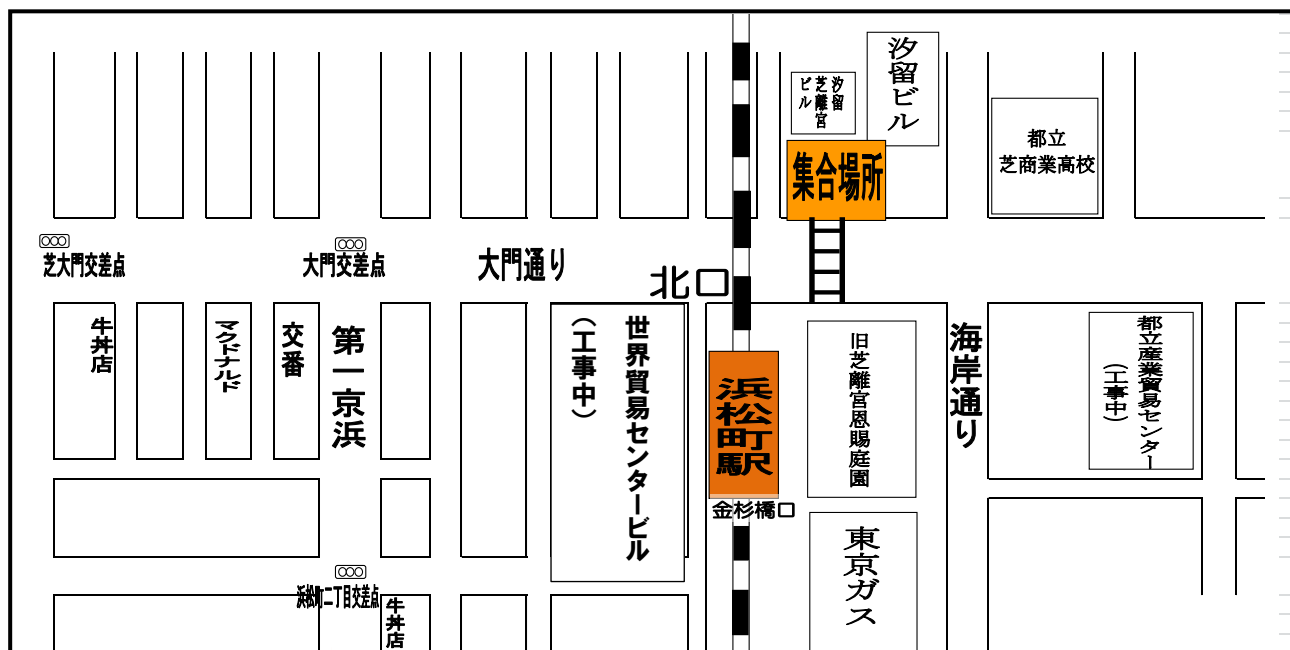 汐留ビル
汐留
芝離宮
ビル
都立
芝商業高校
集合場所
芝大門交差点
大門交差点
大門通り
北口
牛丼店
マクドナルド
交番
第一京浜
世界貿易センタービル
（工事中）
浜松町駅
金杉橋口
旧芝離宮恩賜庭園
海岸通り
都立産業貿易センター
（工事中）
東京ガス
浜松町二丁目交差点
牛丼店